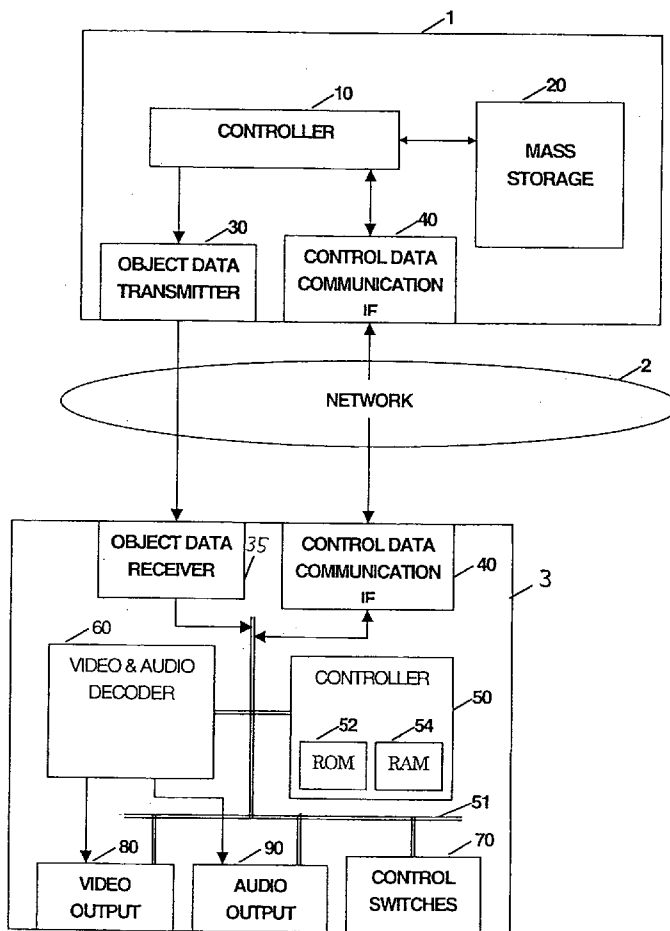 1
10
20
CONTROLLER
MASS
STORAGE
30
40
OBJECT DATA
TRANSMITTER
CONTROL DATA
COMMUNICATION
IF
2
NETWORK
OBJECT DATA
RECEIVER
35
CONTROL DATA
COMMUNICATION
IF
40
3
60
VIDEO & AUDIO
DECODER
CONTROLLER
50
52
54
ROM
RAM
51
80
90
70
VIDEO
OUTPUT
AUDIO
OUTPUT
CONTROL
SWITCHES